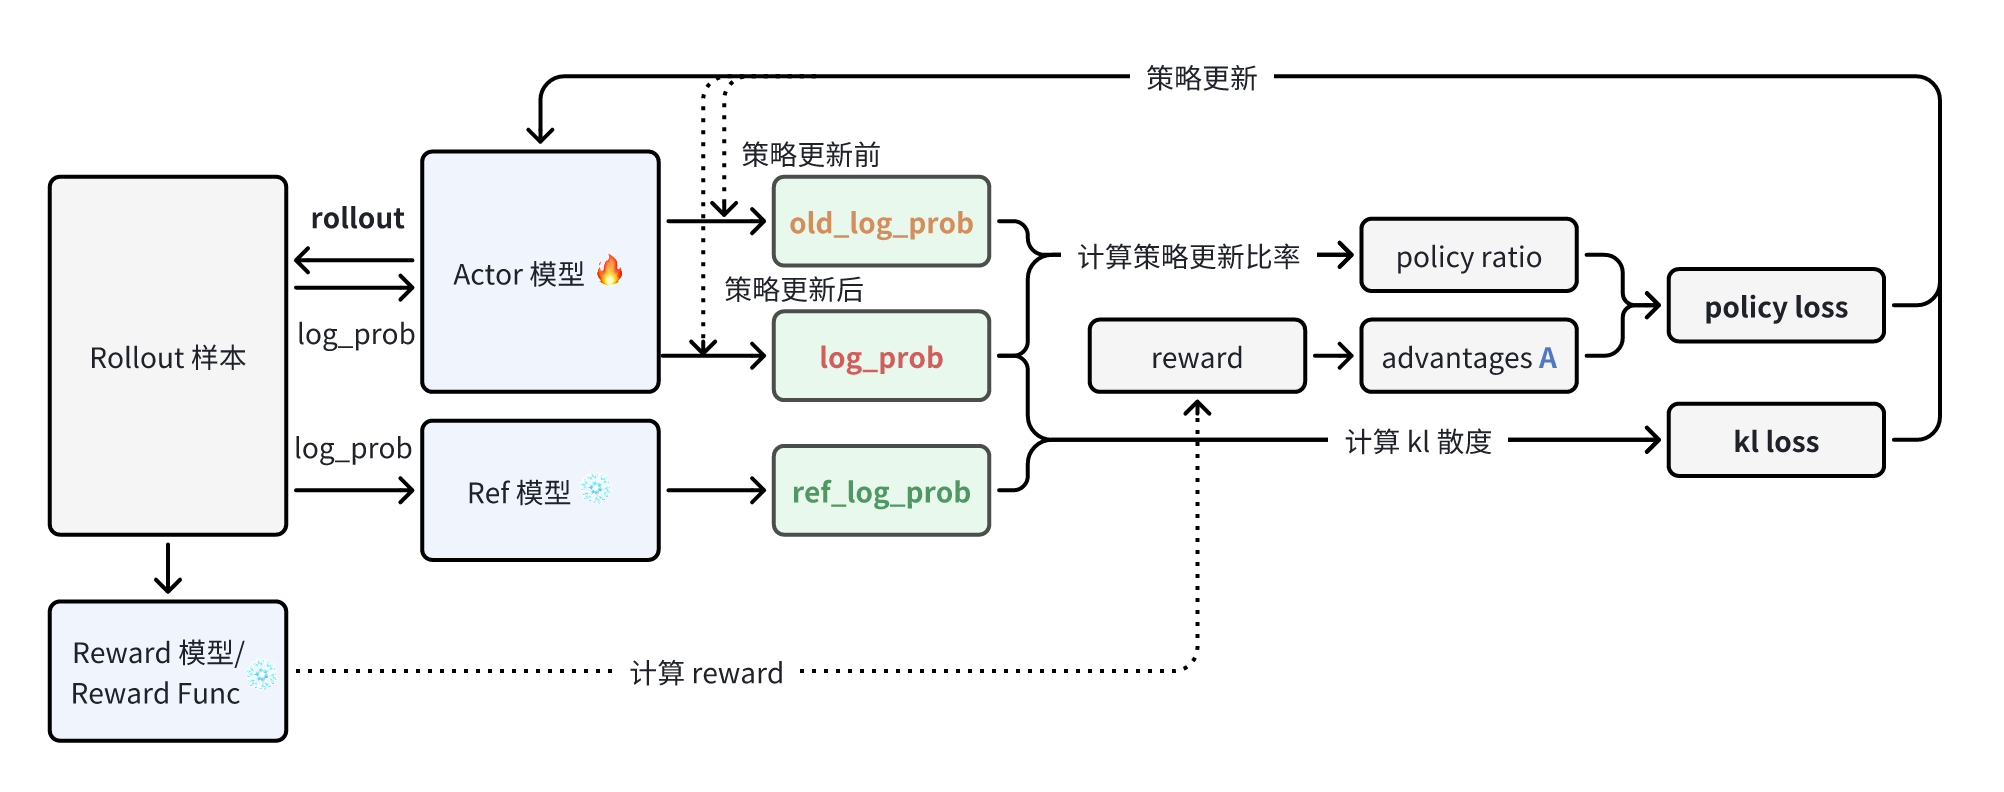 策略更新
策略更新前
rollout
old_log_prob
Actor 模型
计算策略更新比率
policy ratio
策略更新后
policy loss
log_prob
Rollout 样本
log_prob
reward
advantages A
log_prob
计算 kl 散度
kl loss
Ref 模型
ref_log_prob
Reward 模型/
Reward Func
计算 reward